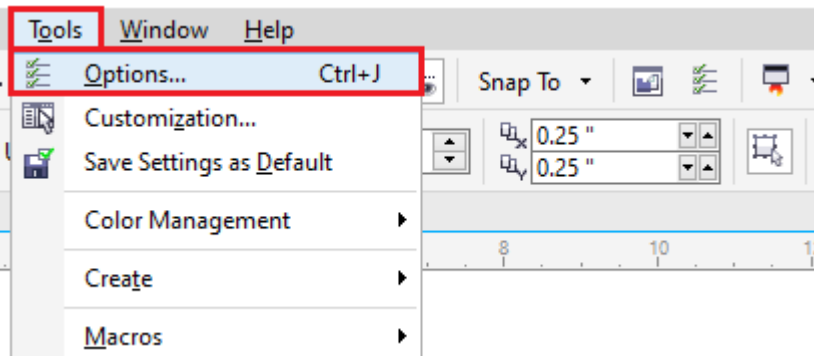 Tools Window Help
Options... Ctrl+J
Snap To
Customization...
0.25 "
Save Settings as Default
0.25 "
Color Management
8 10
Create
Macros